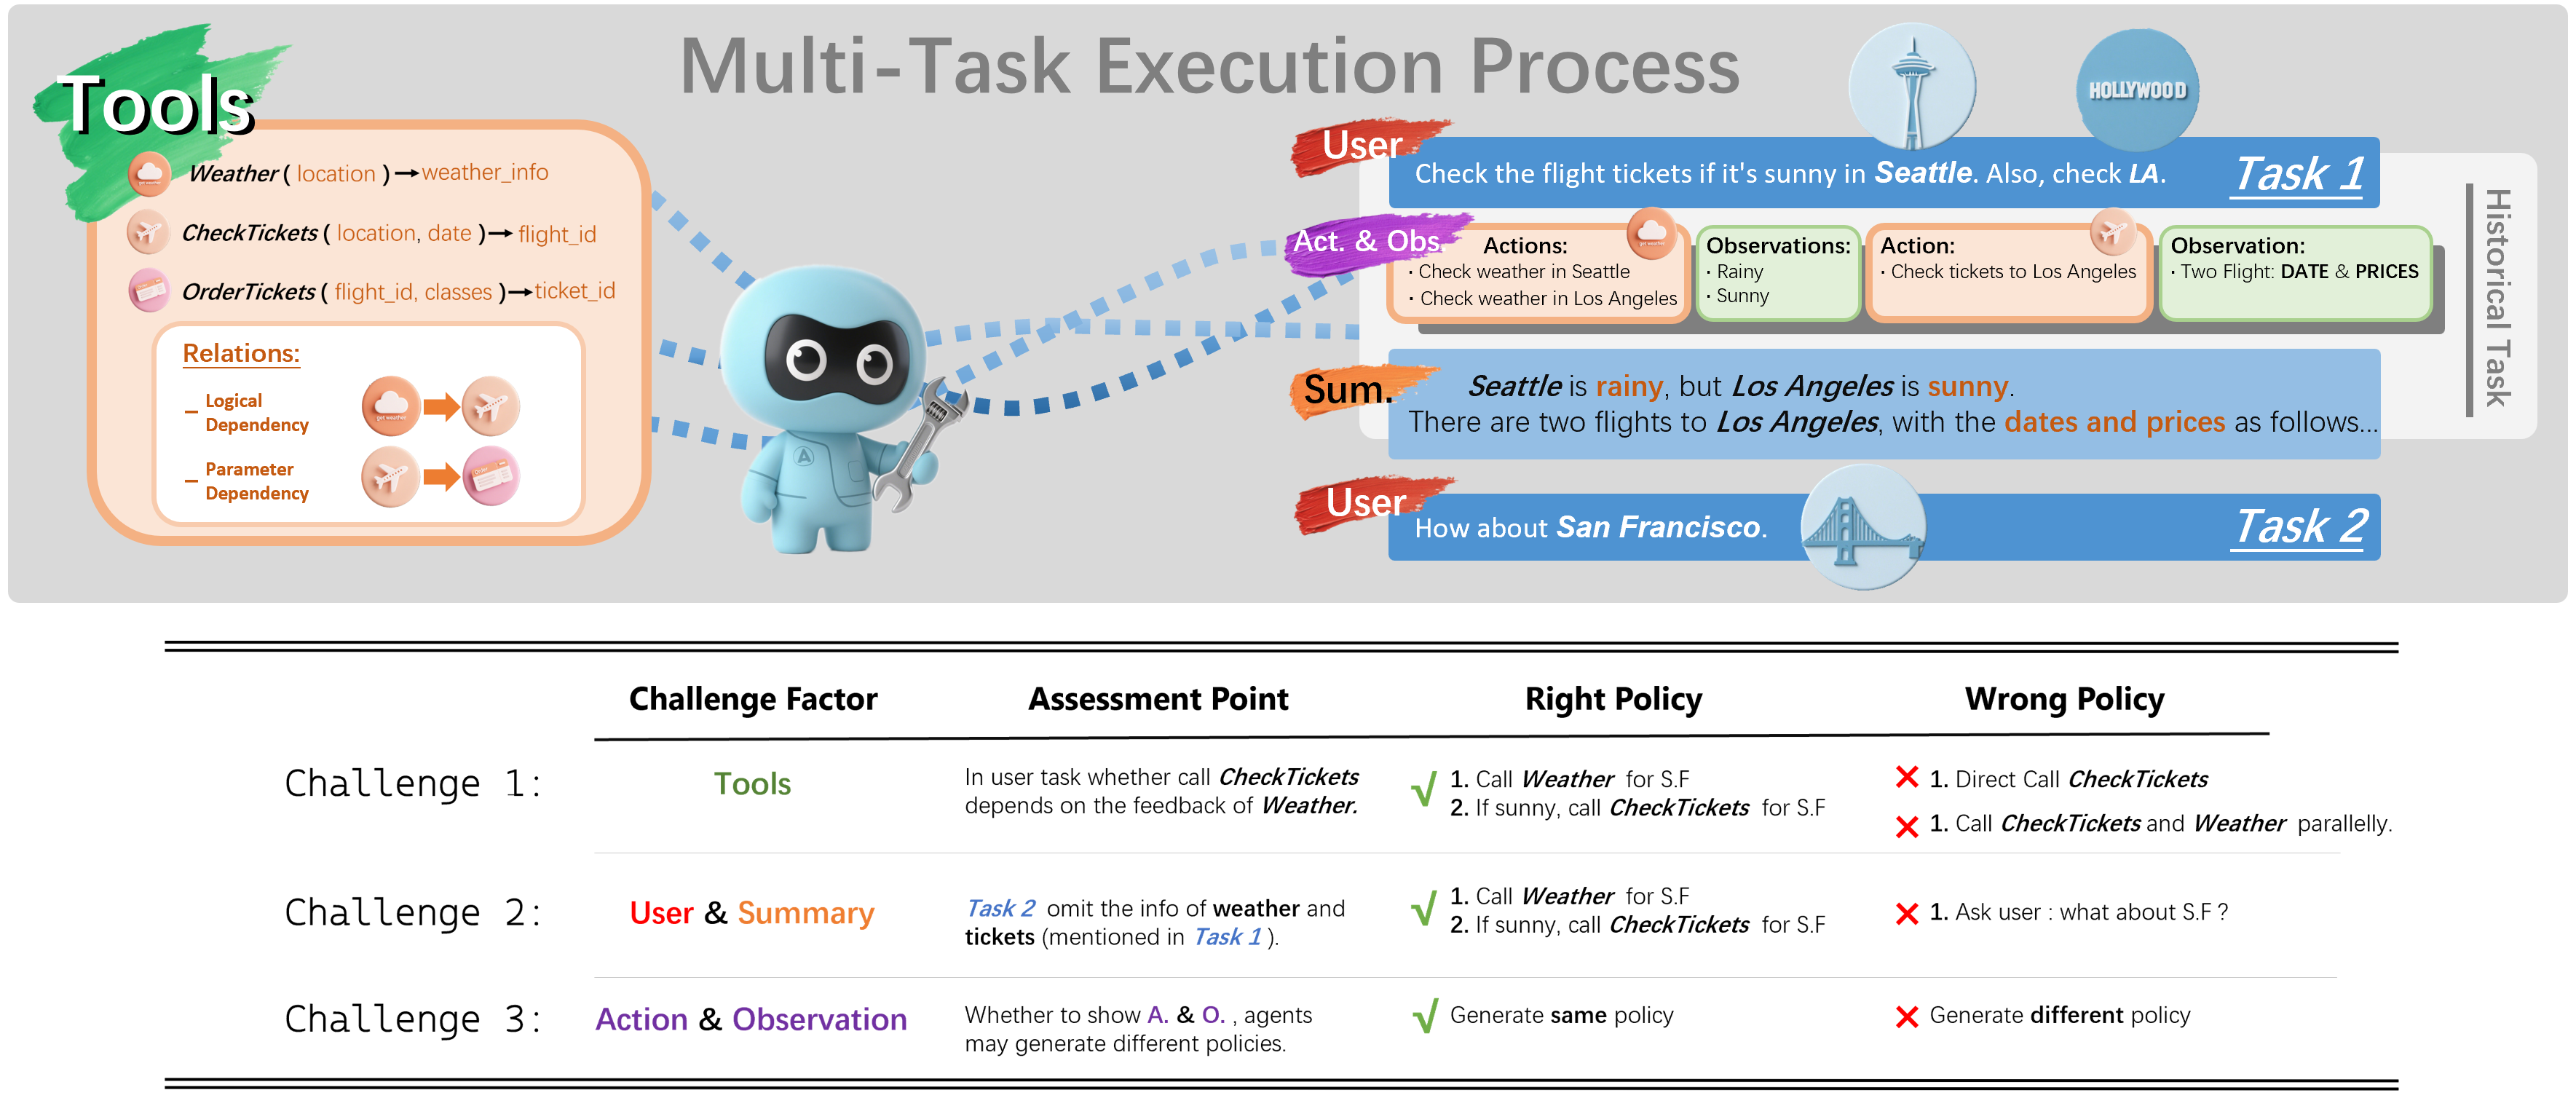 Multi-Task Execution Process
Tools
Weather ( location ) → weather_info
CheckTickets ( location, date ) → flight_id
OrderTickets ( flight_id, classes ) → ticket_id
Relations:
– Logical Dependency
get weather
– Parameter Dependency
HOLLYWOOD
User
Check the flight tickets if it's sunny in Seattle. Also, check LA.
Task 1
Act. & Obs.
Actions:
· Check weather in Seattle
· Check weather in Los Angeles
get weather
Observations:
· Rainy
· Sunny
Action:
· Check tickets to Los Angeles
Observation:
· Two Flight: DATE & PRICES
Sum.
Seattle is rainy, but Los Angeles is sunny.
There are two flights to Los Angeles, with the dates and prices as follows...
Historical Task
User
How about San Francisco.
Task 2
A
Challenge Factor
Assessment Point
Right Policy
Wrong Policy
Challenge 1:
Tools
In user task whether call CheckTickets
depends on the feedback of Weather.
√ 1. Call Weather for S.F
2. If sunny, call CheckTickets for S.F
× 1. Direct Call CheckTickets
× 1. Call CheckTickets and Weather parallelly.
Challenge 2:
User & Summary
Task 2 omit the info of weather and
tickets (mentioned in Task 1 ).
√ 1. Call Weather for S.F
2. If sunny, call CheckTickets for S.F
× 1. Ask user : what about S.F ?
Challenge 3:
Action & Observation
Whether to show A. & O. , agents
may generate different policies.
√ Generate same policy
× Generate different policy